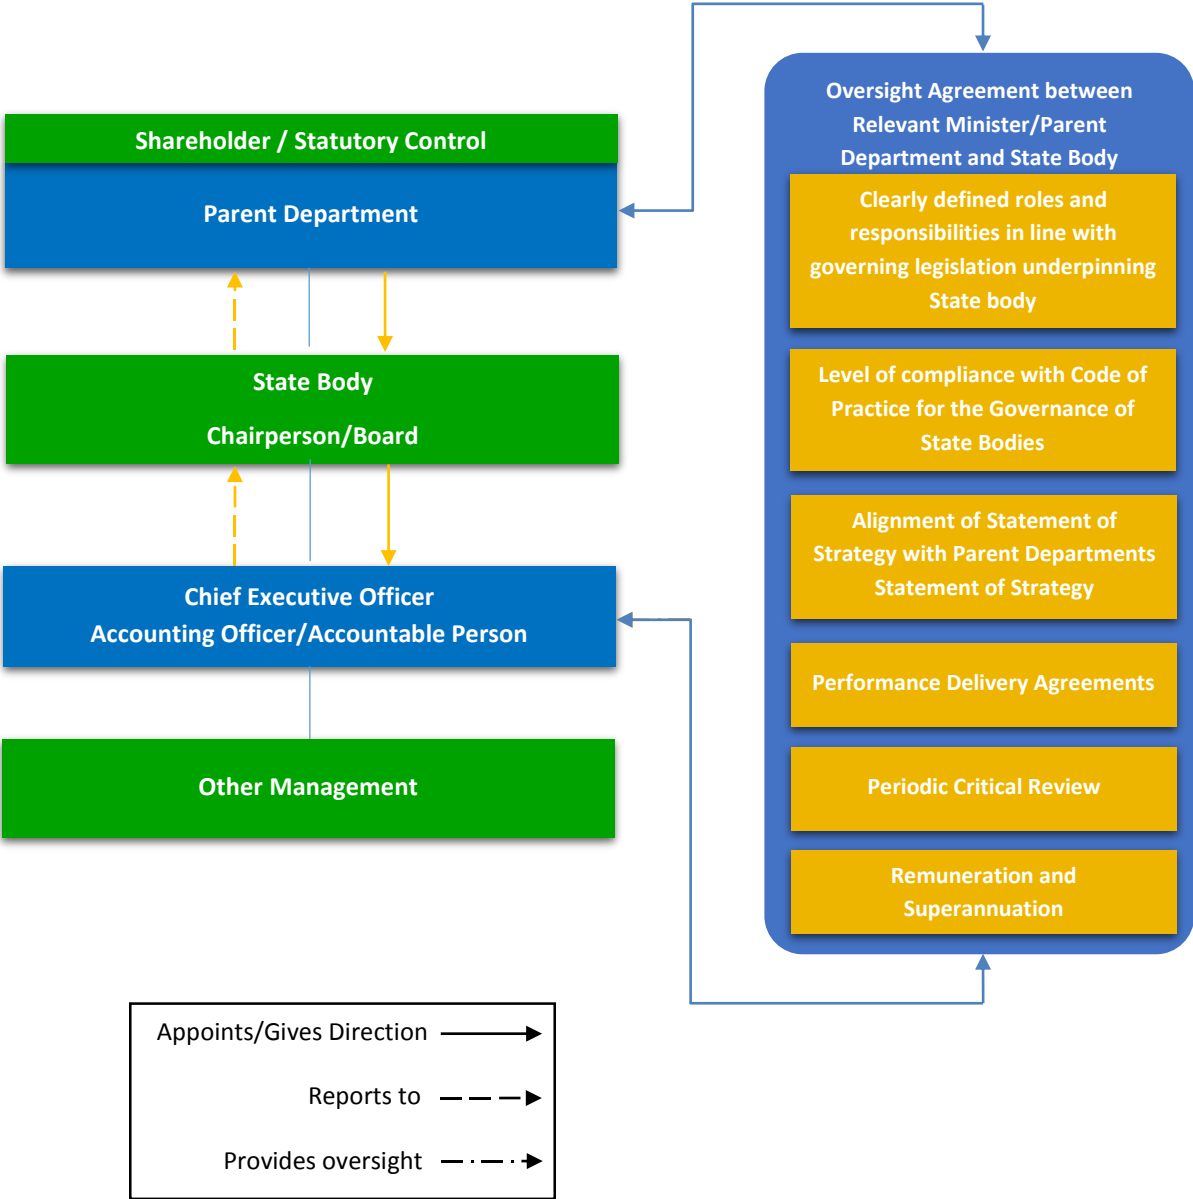 Shareholder / Statutory Control
Parent Department
State Body
Chairperson/Board
Chief Executive Officer
Accounting Officer/Accountable Person
Other Management
Oversight Agreement between
Relevant Minister/Parent
Department and State Body
Clearly defined roles and
responsibilities in line with
governing legislation underpinning
State body
Level of compliance with Code of
Practice for the Governance of
State Bodies
Alignment of Statement of
Strategy with Parent Departments
Statement of Strategy
Performance Delivery Agreements
Periodic Critical Review
Remuneration and
Superannuation
Appoints/Gives Direction
Reports to
Provides oversight